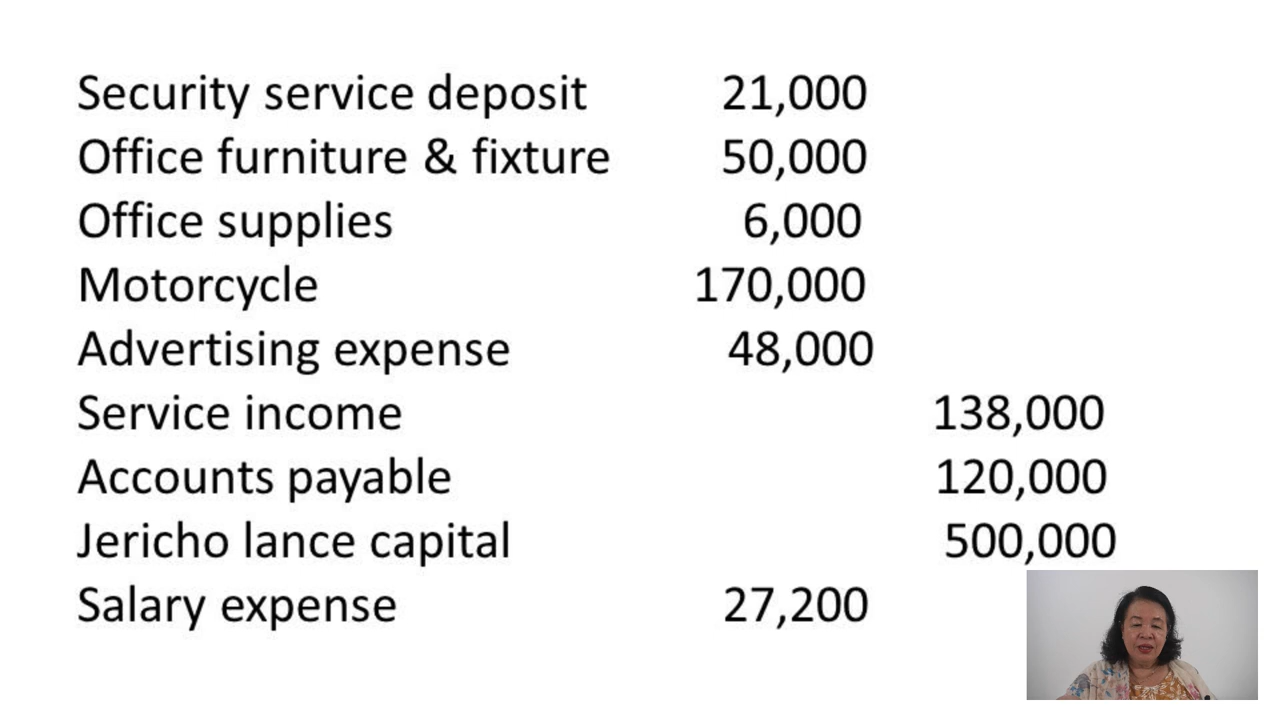 Security service deposit 21,000
Office furniture & fixture 50,000
Office supplies 6,000
Motorcycle 170,000
Advertising expense 48,000
Service income 138,000
Accounts payable 120,000
Jericho lance capital 500,000
Salary expense 27,200